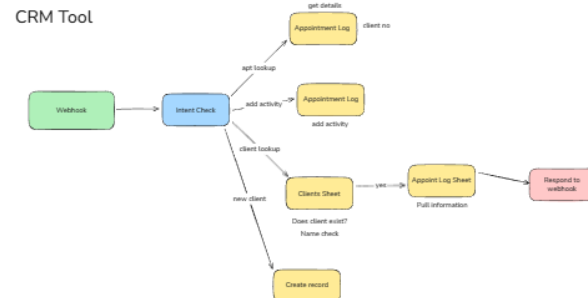 CRM Tool
get details
Appointment Log
client no
apt lookup
Webhook
Intent Check
add activity
Appointment Log
add activity
client lookup
new client
Clients Sheet
yes
Appoint Log Sheet
Pull information
Respond to
webhook
Does client exist?
Name check
Create record